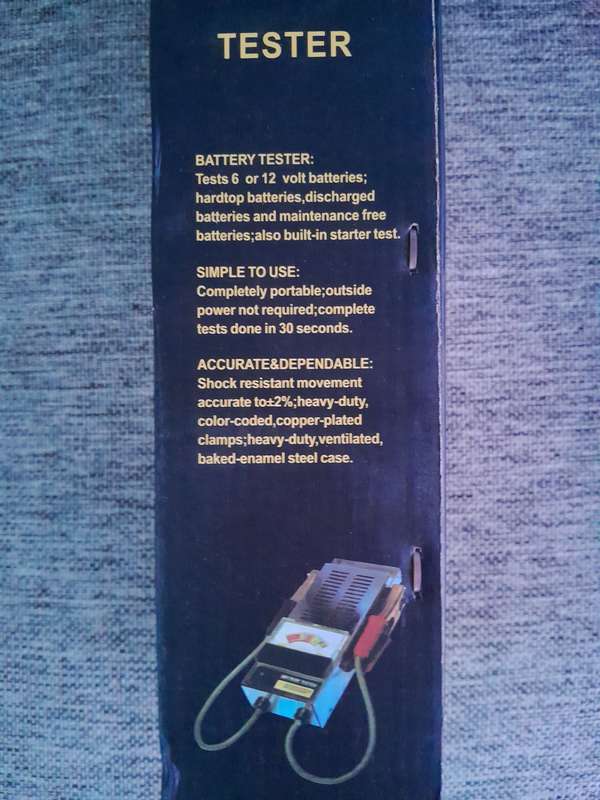 TESTER
BATTERY TESTER:
Tests 6 or 12 volt batteries;
hardtop batteries,discharged
batteries and maintenance free
batteries;also built-in starter test.
SIMPLE TO USE:
Completely portable;outside
power not required;complete
tests done in 30 seconds.
ACCURATE&DEPENDABLE:
Shock resistant movement
accurate to±2%;heavy-duty,
color-coded,copper-plated
clamps;heavy-duty,ventilated,
baked-enamel steel case.